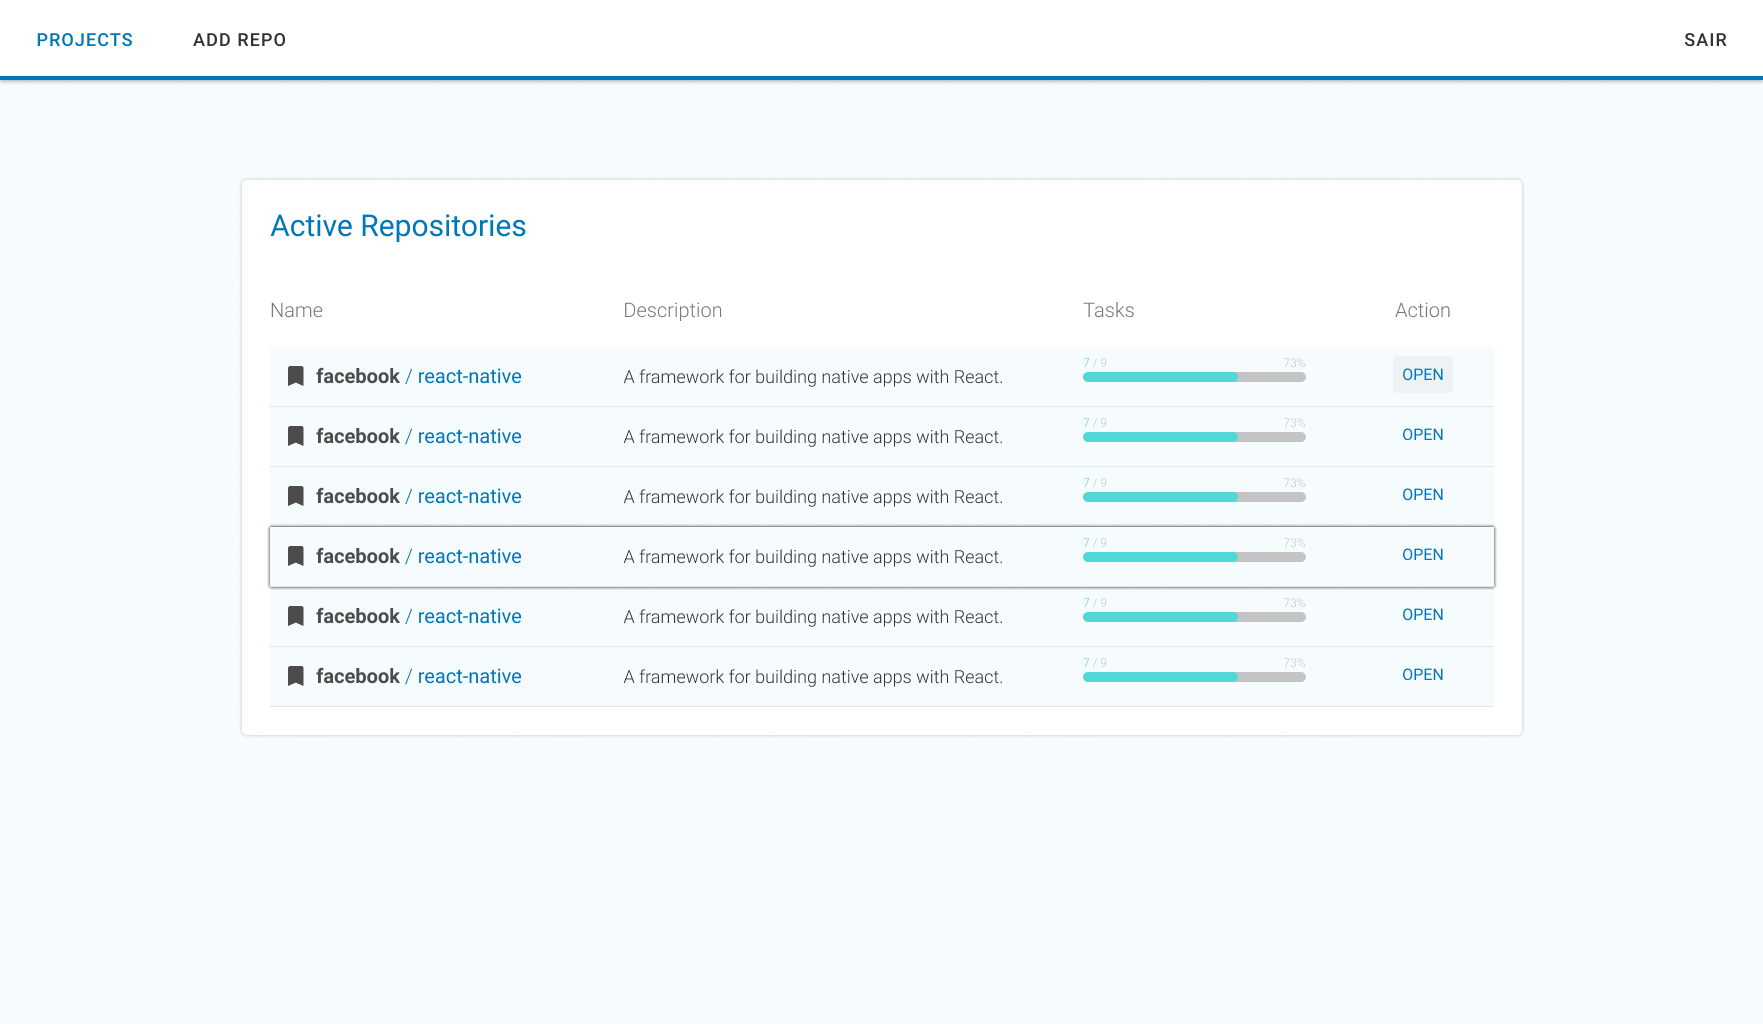 PROJECTS ADD REPO SAIR
Active Repositories
Name Description Tasks Action
facebook / react-native A framework for building native apps with React. 7 / 9 73% OPEN
facebook / react-native A framework for building native apps with React. 7 / 9 73% OPEN
facebook / react-native A framework for building native apps with React. 7 / 9 73% OPEN
facebook / react-native A framework for building native apps with React. 7 / 9 73% OPEN
facebook / react-native A framework for building native apps with React. 7 / 9 73% OPEN
facebook / react-native A framework for building native apps with React. 7 / 9 73% OPEN